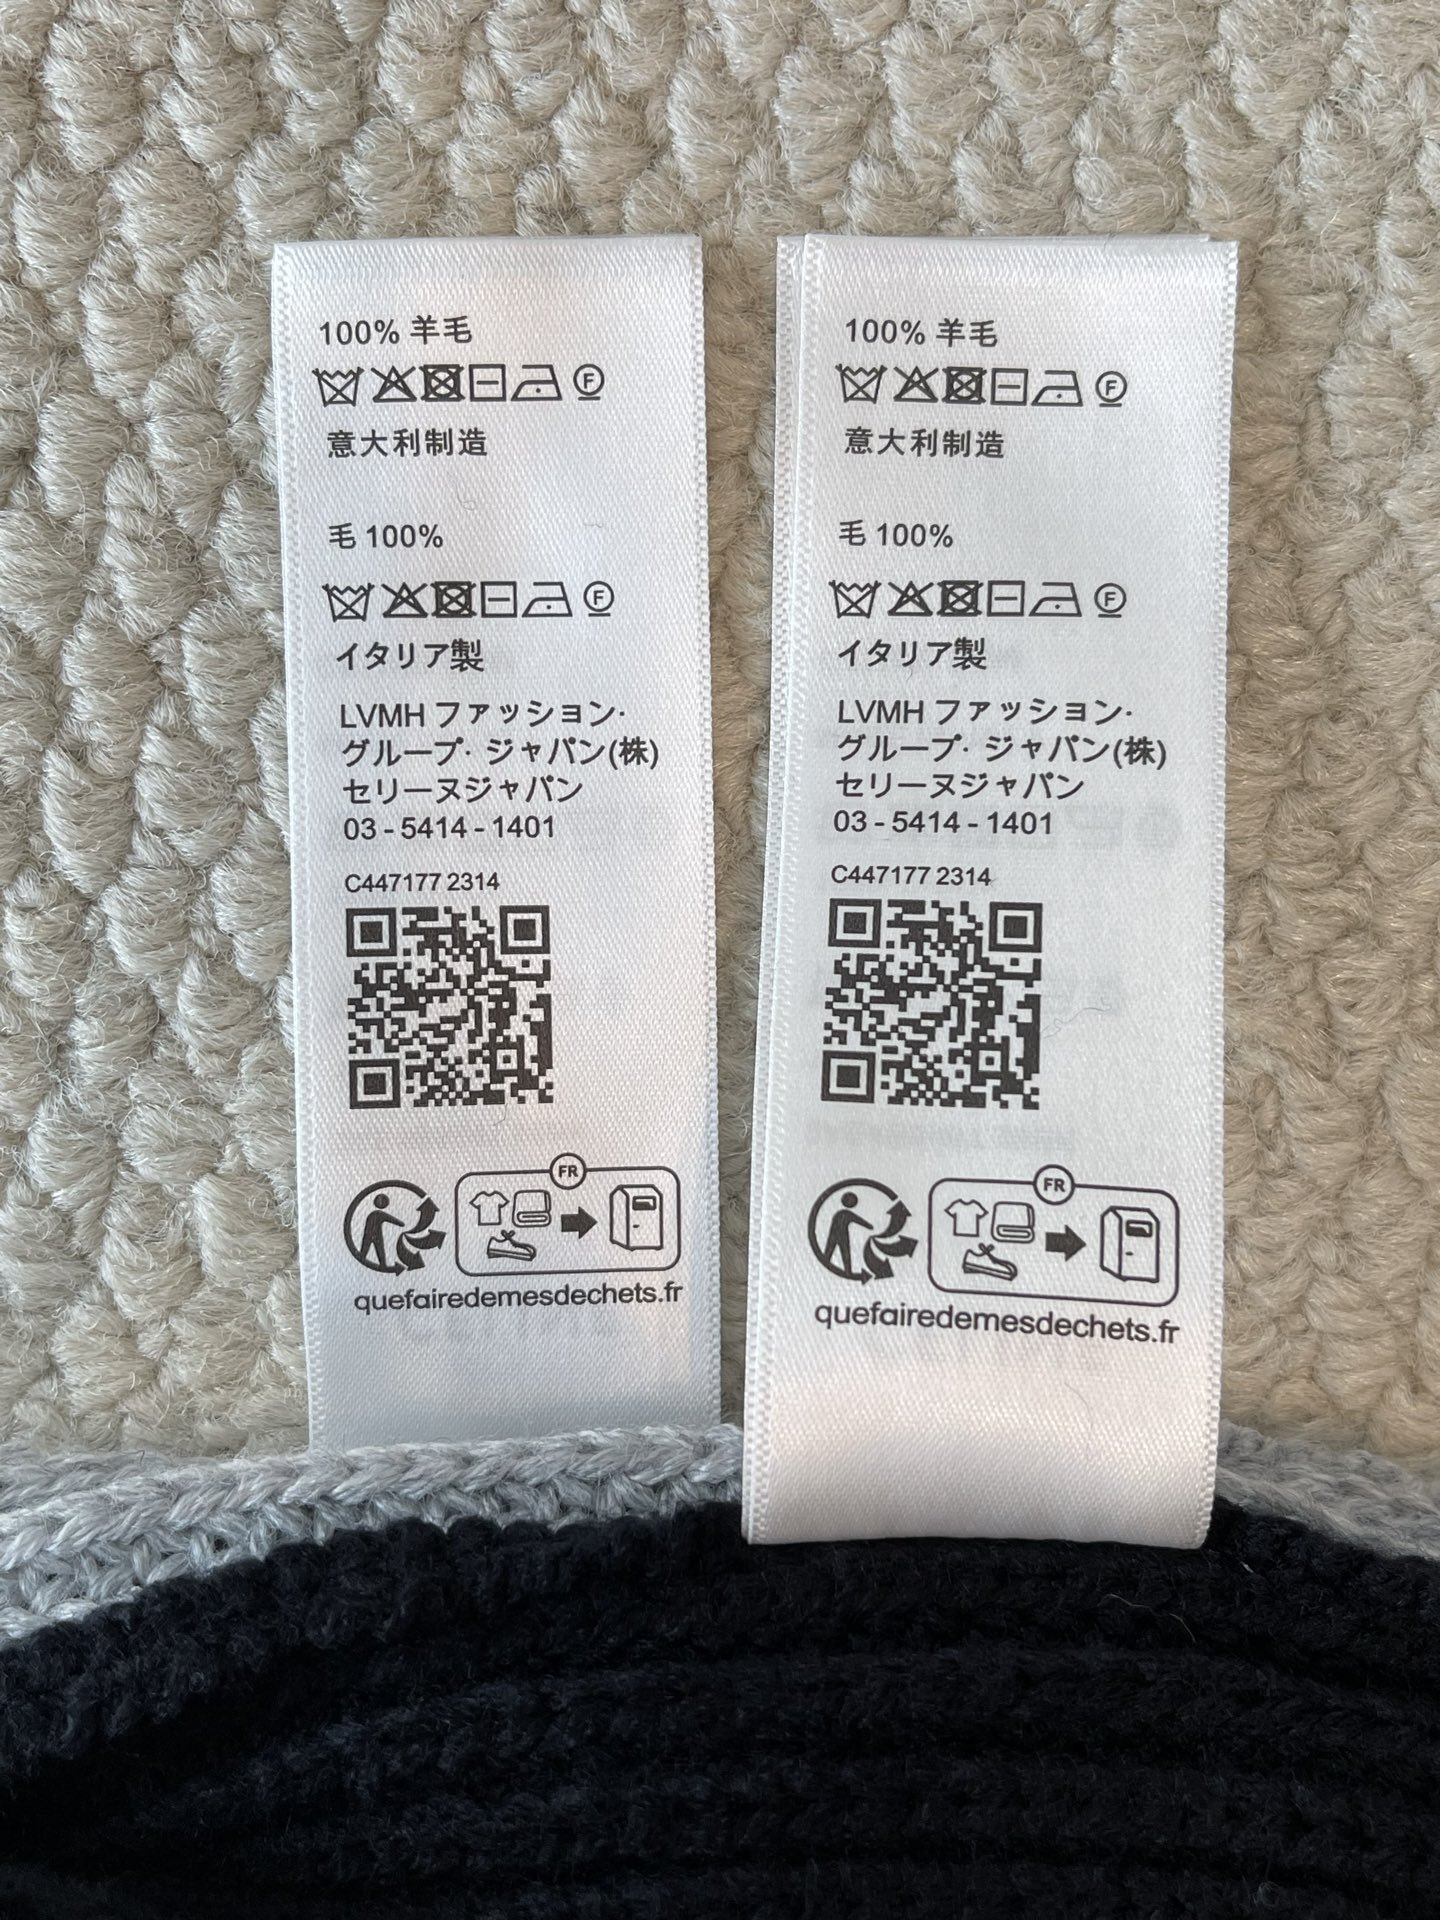 100% 羊毛
F
意大利制造
毛 100%
F
イタリア製
LVMH ファッション·
グループ· ジャパン(株)
セリーヌジャパン
03 - 5414 - 1401
C447177 2314
FR
quefairedemesdechets.fr
100% 羊毛
F
意大利制造
毛 100%
F
イタリア製
LVMH ファッション·
グループ· ジャパン(株)
セリーヌジャパン
03 - 5414 - 1401
C447177 2314
FR
quefairedemesdechets.fr